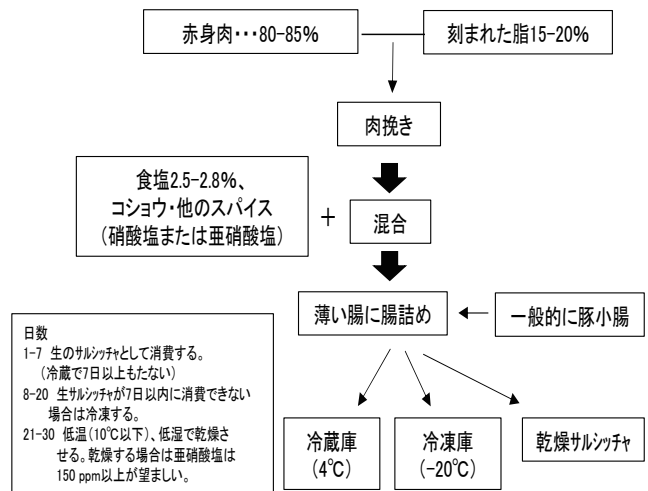 赤身肉・・・80-85%
刻まれた脂15-20%
肉挽き
食塩2.5-2.8%、
コショウ・他のスパイス
（硝酸塩または亜硝酸塩）
+
混合
薄い腸に腸詰め
一般的に豚小腸
日数
1-7 生のサルシッチャとして消費する。
（冷蔵で7日以上もたない）
8-20 生サルシッチャが7日以内に消費できない
場合は冷凍する。
21-30 低温（10℃以下）、低湿で乾燥さ
せる。乾燥する場合は亜硝酸塩は
150 ppm以上が望ましい。
冷蔵庫
（4℃）
冷凍庫
（-20℃）
乾燥サルシッチャ